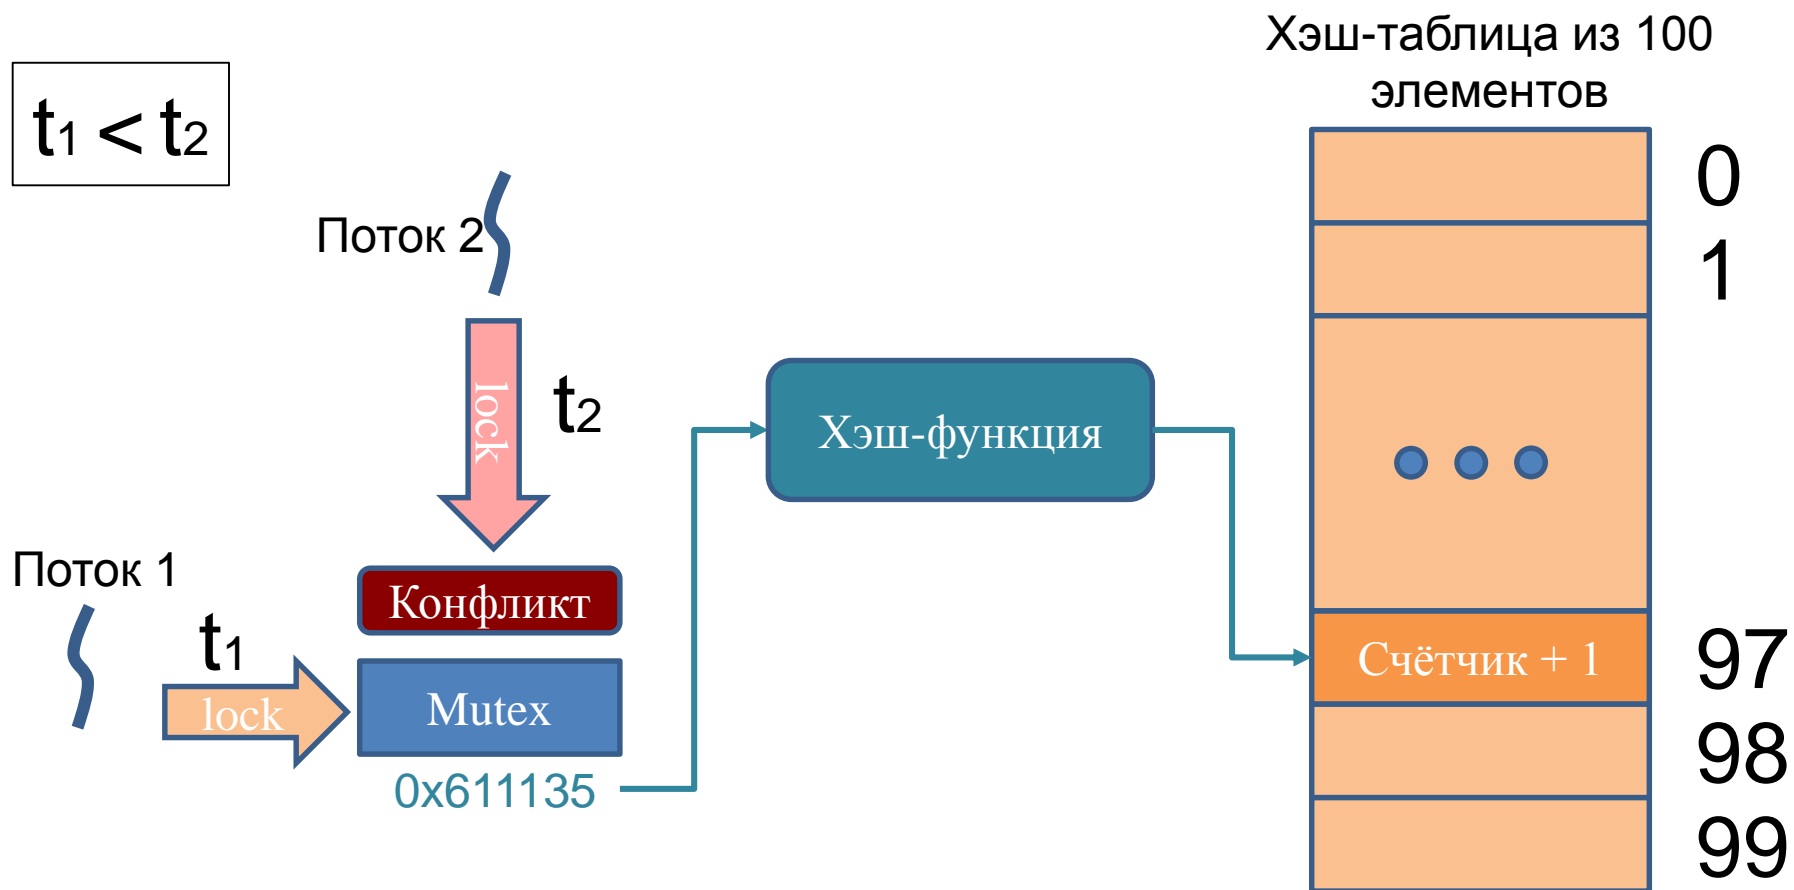 Хэш-таблица из 100
элементов
t1 < t2
0
Поток 2
1
lock
t2
Хэш-функция
Поток 1
Конфликт
t1
lock
Mutex
Счётчик + 1
97
0x611135
98
99